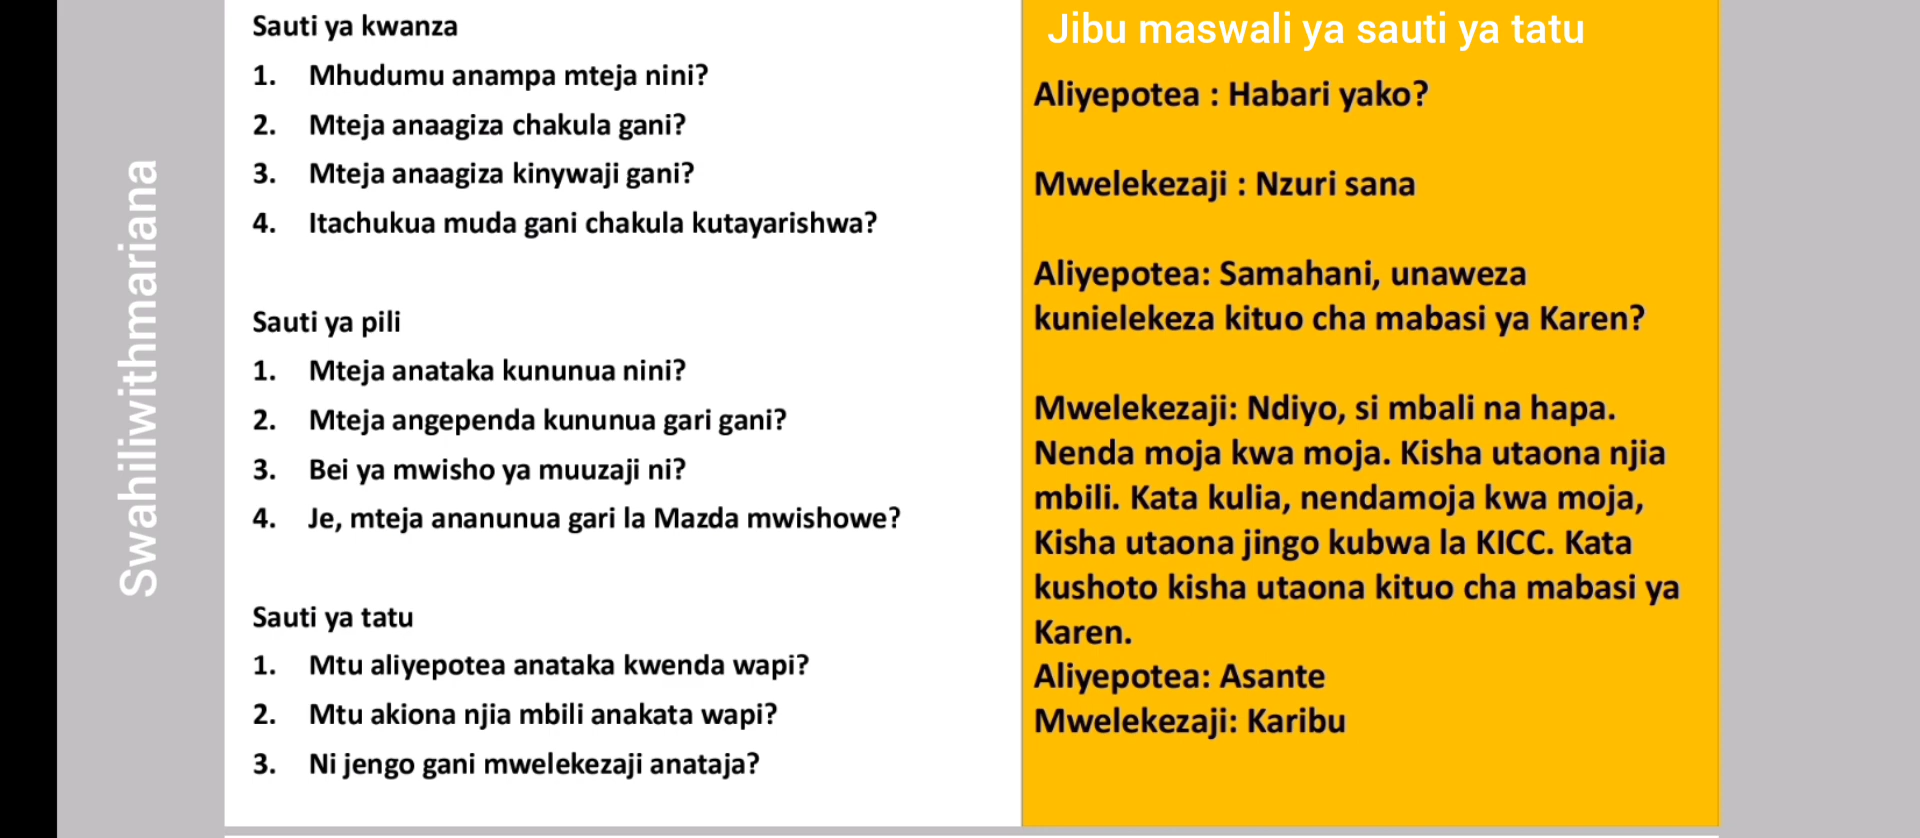 Swahiliwithmariana
Sauti ya kwanza
1. Mhudumu anampa mteja nini?
2. Mteja anaagiza chakula gani?
3. Mteja anaagiza kinywaji gani?
4. Itachukua muda gani chakula kutayarishwa?
Sauti ya pili
1. Mteja anataka kununua nini?
2. Mteja angependa kununua gari gani?
3. Bei ya mwisho ya muuzaji ni?
4. Je, mteja ananunua gari la Mazda mwishowe?
Sauti ya tatu
1. Mtu aliyepotea anataka kwenda wapi?
2. Mtu akiona njia mbili anakata wapi?
3. Ni jengo gani mwelekezaji anataja?
Jibu maswali ya sauti ya tatu
Aliyepotea : Habari yako?
Mwelekezaji : Nzuri sana
Aliyepotea: Samahani, unaweza
kunielekeza kituo cha mabasi ya Karen?
Mwelekezaji: Ndiyo, si mbali na hapa.
Nenda moja kwa moja. Kisha utaona njia
mbili. Kata kulia, nendamoja kwa moja,
Kisha utaona jingo kubwa la KICC. Kata
kushoto kisha utaona kituo cha mabasi ya
Karen.
Aliyepotea: Asante
Mwelekezaji: Karibu